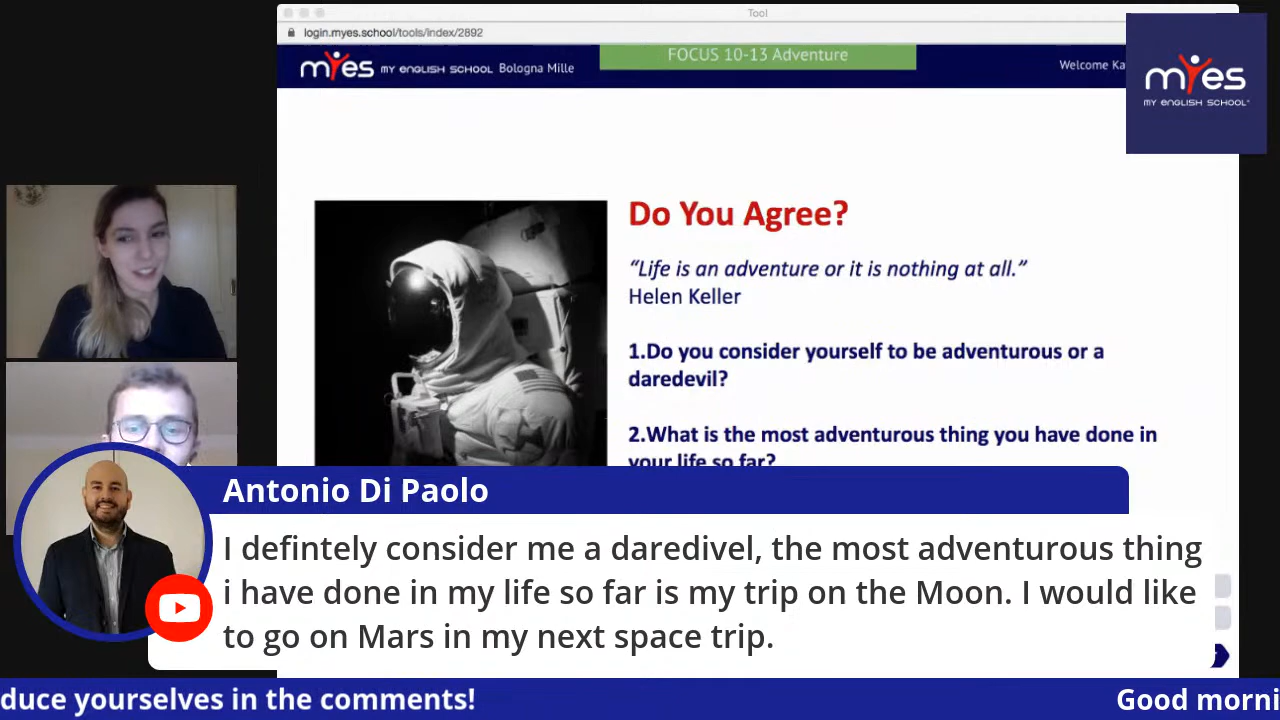 Tool
login.myes.school/tools/index/2892
myes MY ENGLISH SCHOOL Bologna Mille
FOCUS 10-13 Adventure
Welcome Ka
myes
MY ENGLISH SCHOOL
Do You Agree?
“Life is an adventure or it is nothing at all.”
Helen Keller
1.Do you consider yourself to be adventurous or a
daredevil?
2.What is the most adventurous thing you have done in
your life so far?
Antonio Di Paolo
I defintely consider me a daredivel, the most adventurous thing
i have done in my life so far is my trip on the Moon. I would like
to go on Mars in my next space trip.
duce yourselves in the comments!
Good morni